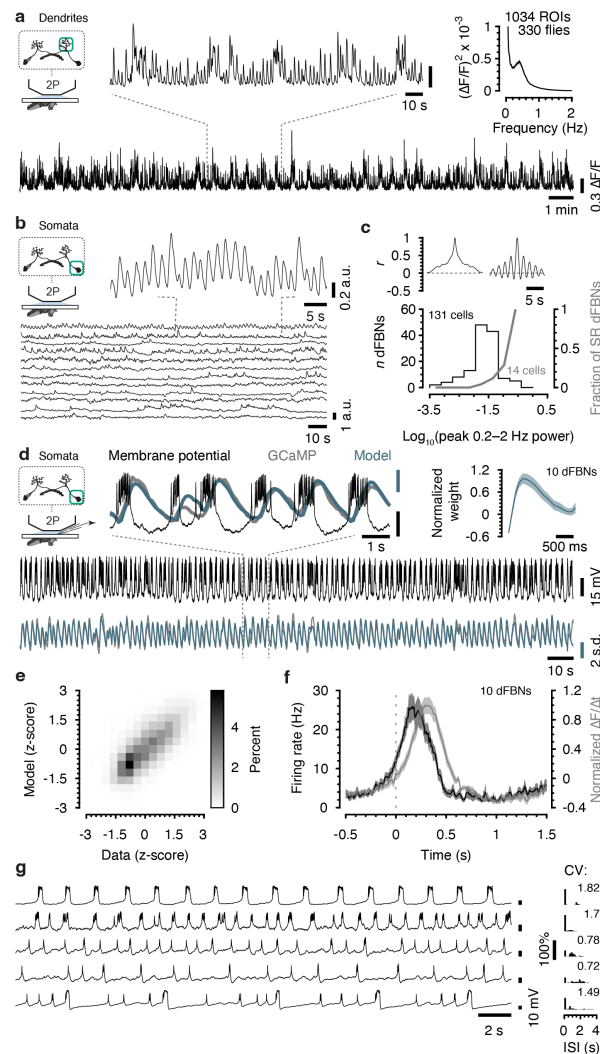 a
Dendrites
2P
10 s
1034 ROIs
330 flies
(ΔF/F)² x 10⁻³
1
0.5
0
0 1 2
Frequency (Hz)
0.3 ΔF/F
1 min
b
Somata
2P
0.2 a.u.
5 s
1 a.u.
10 s
c
r
1
0.5
0
-0.5
5 s
n dFBNs
60
40
20
0
131 cells
14 cells
1
0.5
0
Fraction of SR dFBNs
-3.5 -1.5 0.5
Log₁₀(peak 0.2–2 Hz power)
d
Somata
2P
Membrane potential GCaMP Model
1 s
Normalized
weight
1.2
0.6
0
-0.6
10 dFBNs
500 ms
15 mV
2 s.d.
10 s
e
Model (z-score)
3
1.5
0
-1.5
-3
-3 -1.5 0 1.5 3
Data (z-score)
4
2
0
Percent
f
10 dFBNs
Firing rate (Hz)
30
20
10
0
1.2
0.8
0.4
0
-0.4
Normalized ΔF/Δt
-0.5 0 0.5 1.0 1.5
Time (s)
g
CV:
1.82
1.7
0.78
0.72
1.49
100%
10 mV
2 s
0 2 4
ISI (s)